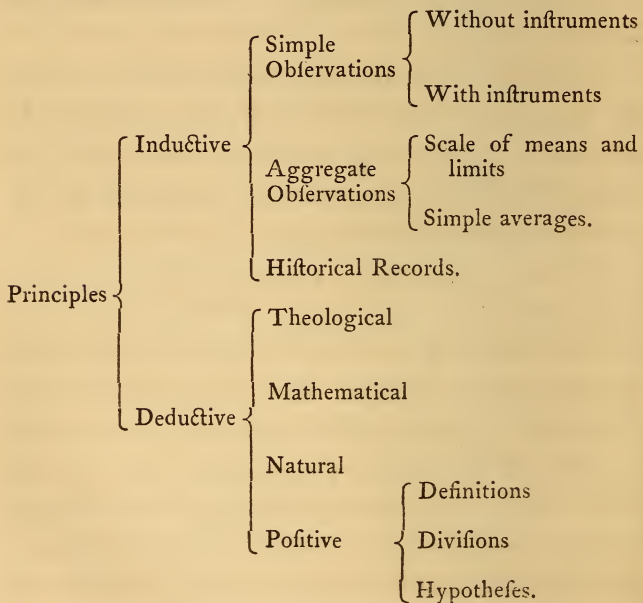 Without inſtruments
Simple
Obſervations
With inſtruments
Inductive
Scale of means and
limits
Aggregate
Obſervations
Simple averages.
Hiſtorical Records.
Principles
Theological
Mathematical
Deductive
Natural
Definitions
Poſitive
Diviſions
Hypotheſes.